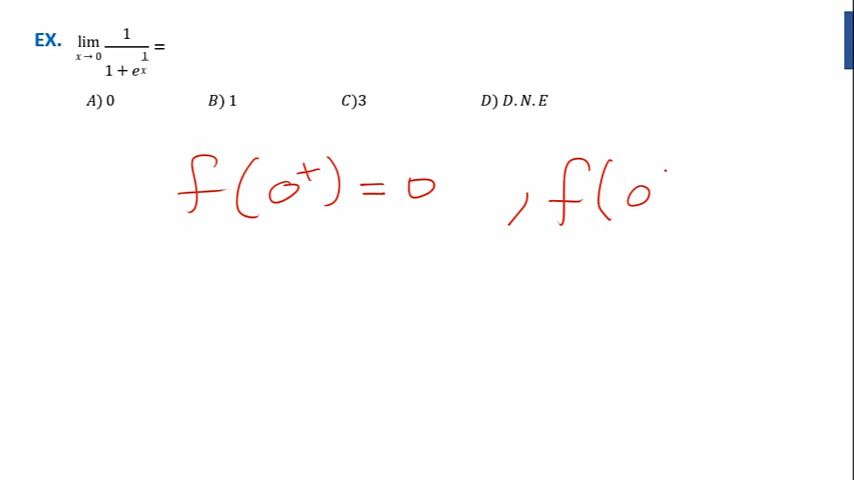 EX. lim x→0 1 / (1 + e^(1/x)) =
A) 0 B) 1 C)3 D) D.N.E
f(0⁺) = 0 , f(0